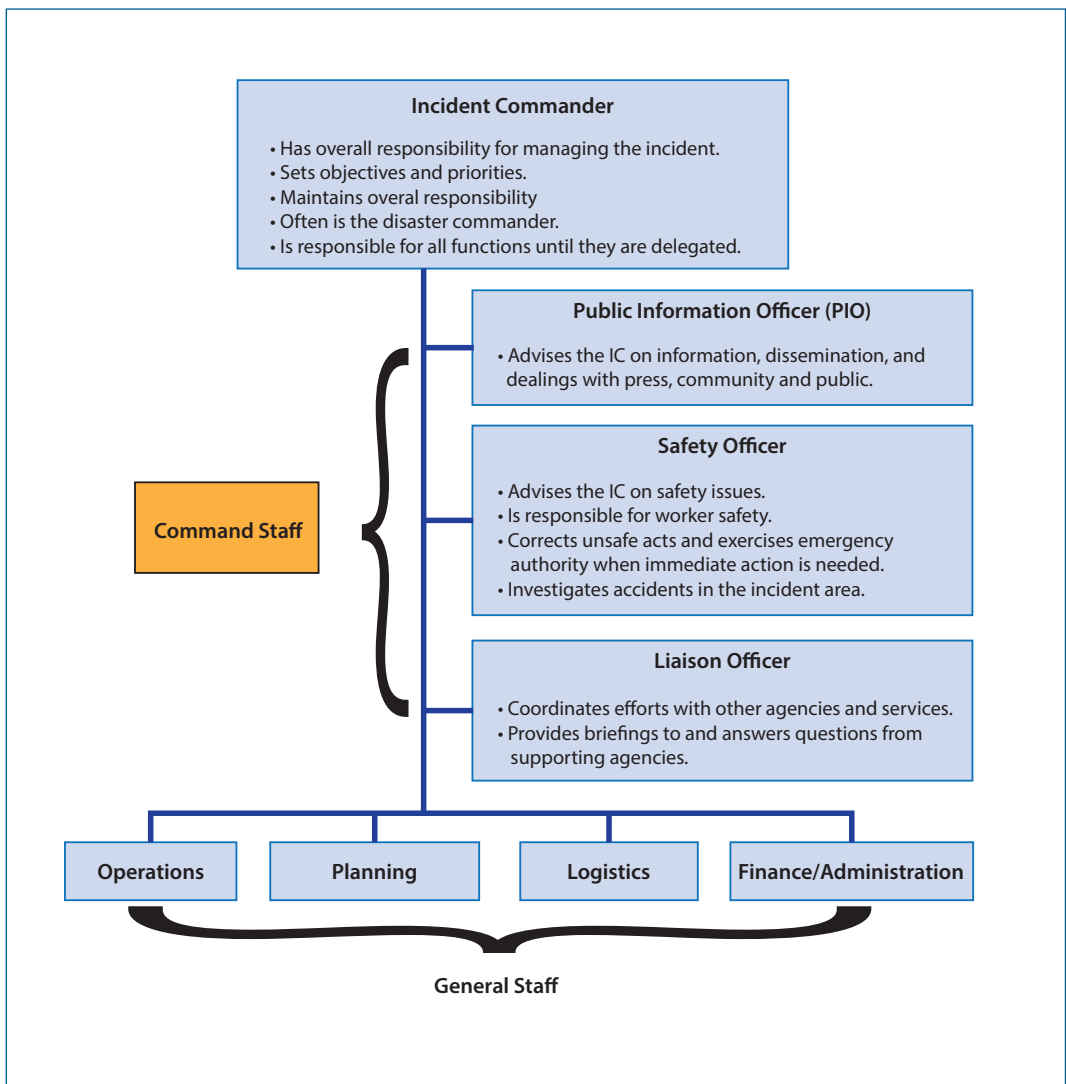 Incident Commander
• Has overall responsibility for managing the incident.
• Sets objectives and priorities.
• Maintains overal responsibility
• Often is the disaster commander.
• Is responsible for all functions until they are delegated.
Public Information Officer (PIO)
• Advises the IC on information, dissemination, and
dealings with press, community and public.
Safety Officer
• Advises the IC on safety issues.
• Is responsible for worker safety.
• Corrects unsafe acts and exercises emergency
authority when immediate action is needed.
• Investigates accidents in the incident area.
Command Staff
Liaison Officer
• Coordinates efforts with other agencies and services.
• Provides briefings to and answers questions from
supporting agencies.
Operations
Planning
Logistics
Finance/Administration
General Staff